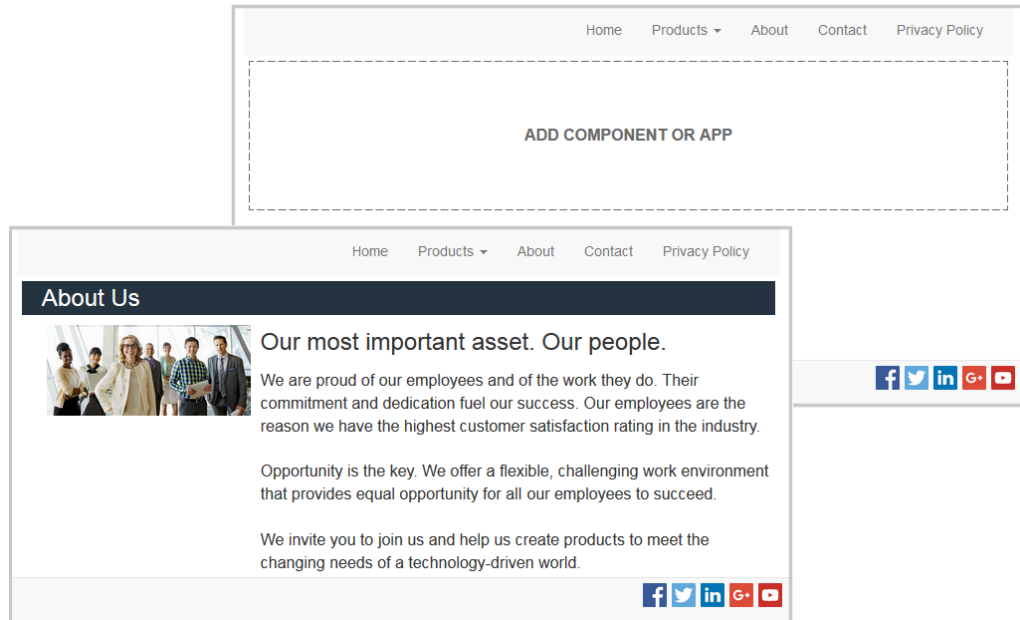 Home Products About Contact Privacy Policy
ADD COMPONENT OR APP
Home Products About Contact Privacy Policy
About Us
Our most important asset. Our people.
We are proud of our employees and of the work they do. Their
commitment and dedication fuel our success. Our employees are the
reason we have the highest customer satisfaction rating in the industry.
Opportunity is the key. We offer a flexible, challenging work environment
that provides equal opportunity for all our employees to succeed.
We invite you to join us and help us create products to meet the
changing needs of a technology-driven world.
f in G+
f in G+